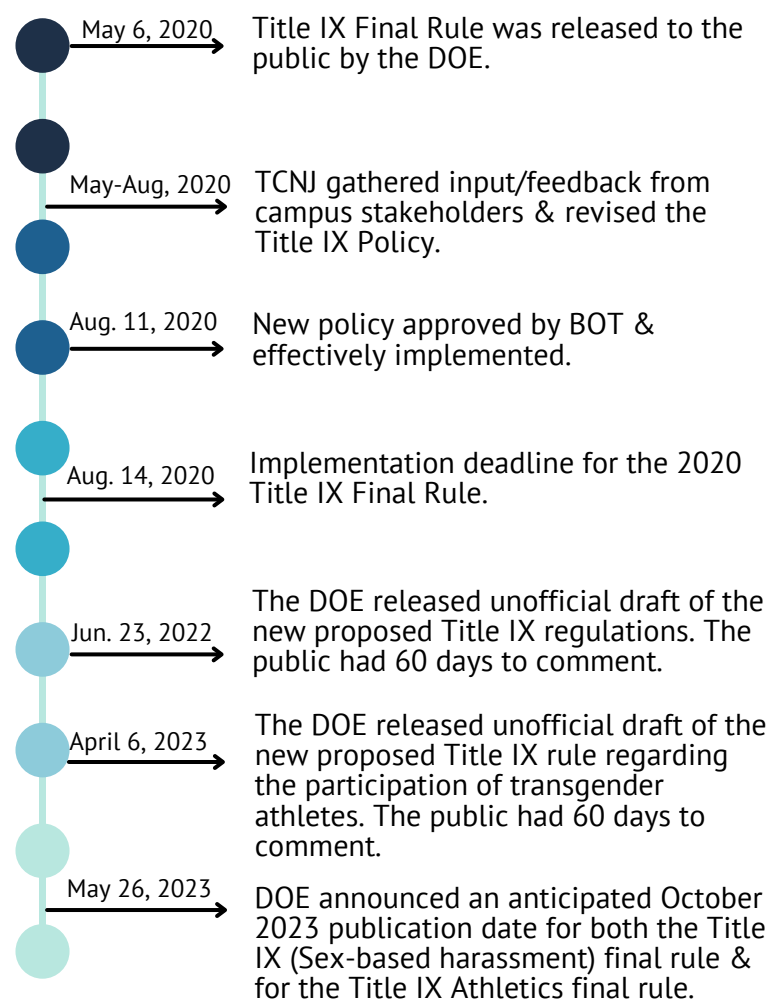 May 6, 2020
Title IX Final Rule was released to the
public by the DOE.
May-Aug, 2020
TCNJ gathered input/feedback from
campus stakeholders & revised the
Title IX Policy.
Aug. 11, 2020
New policy approved by BOT &
effectively implemented.
Aug. 14, 2020
Implementation deadline for the 2020
Title IX Final Rule.
Jun. 23, 2022
The DOE released unofficial draft of the
new proposed Title IX regulations. The
public had 60 days to comment.
April 6, 2023
The DOE released unofficial draft of the
new proposed Title IX rule regarding
the participation of transgender
athletes. The public had 60 days to
comment.
May 26, 2023
DOE announced an anticipated October
2023 publication date for both the Title
IX (Sex-based harassment) final rule &
for the Title IX Athletics final rule.